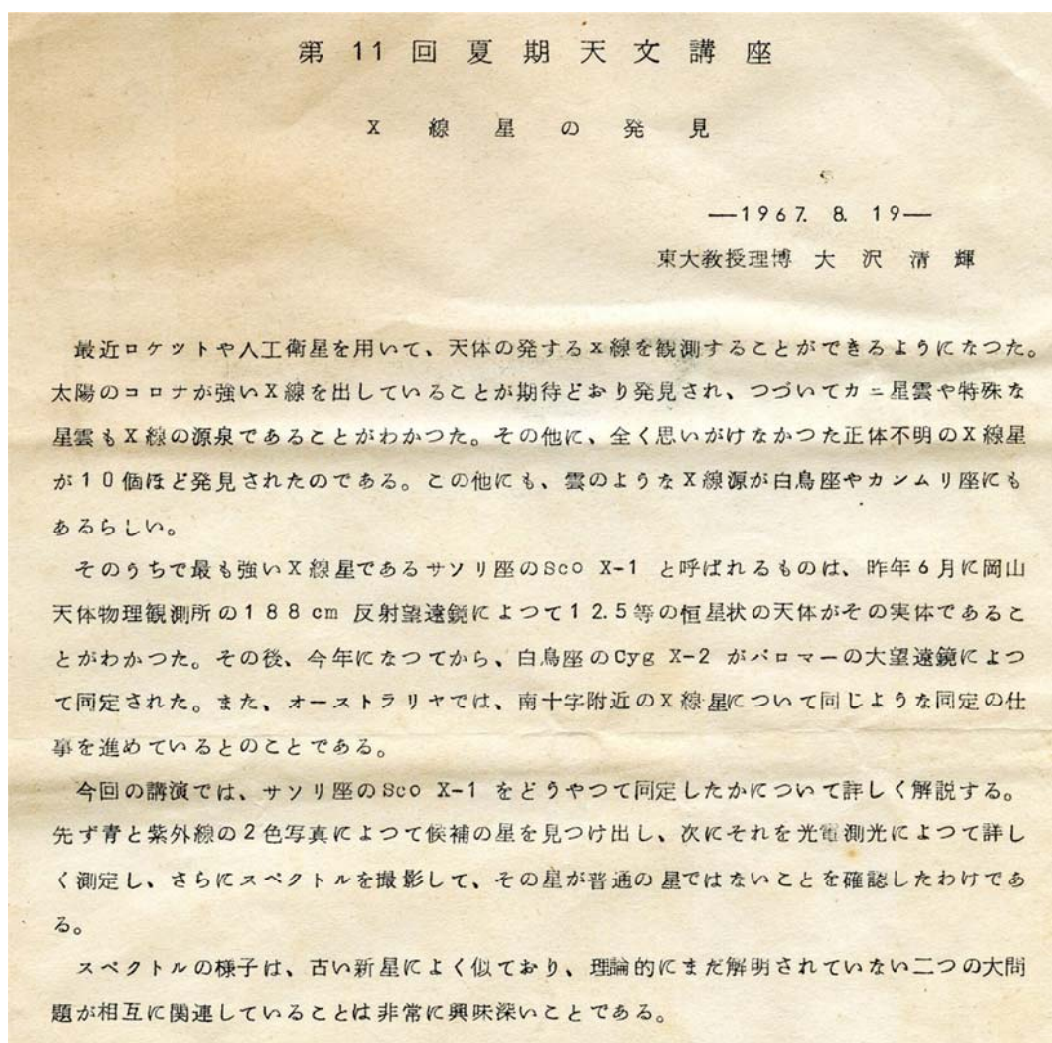 第11回夏期天文講座
X線星の発見
—1967. 8. 19—
東大教授理博 大沢清輝
最近ロケットや人工衛星を用いて、天体の発するX線を観測することができるようになつた。
太陽のコロナが強いX線を出していることが期待どおり発見され、つづいてカニ星雲や特殊な
星雲もX線の源泉であることがわかつた。その他に、全く思いがけなかつた正体不明のX線星
が10個ほど発見されたのである。この他にも、雲のようなX線源が白鳥座やカンムリ座にも
あるらしい。
そのうちで最も強いX線星であるサソリ座のSco X-1 と呼ばれるものは、昨年6月に岡山
天体物理観測所の188cm 反射望遠鏡によつて12.5等の恒星状の天体がその実体であるこ
とがわかつた。その後、今年になつてから、白鳥座のCyg X-2 がパロマーの大望遠鏡によつ
て同定された。また、オーストラリヤでは、南十字附近のX線星について同じような同定の仕
事を進めているとのことである。
今回の講演では、サソリ座のSco X-1 をどうやつて同定したかについて詳しく解説する。
先ず青と紫外線の2色写真によつて候補の星を見つけ出し、次にそれを光電測光によつて詳し
く測定し、さらにスペクトルを撮影して、その星が普通の星ではないことを確認したわけであ
る。
スペクトルの様子は、古い新星によく似ており、理論的にまだ解明されていない二つの大問
題が相互に関連していることは非常に興味深いことである。